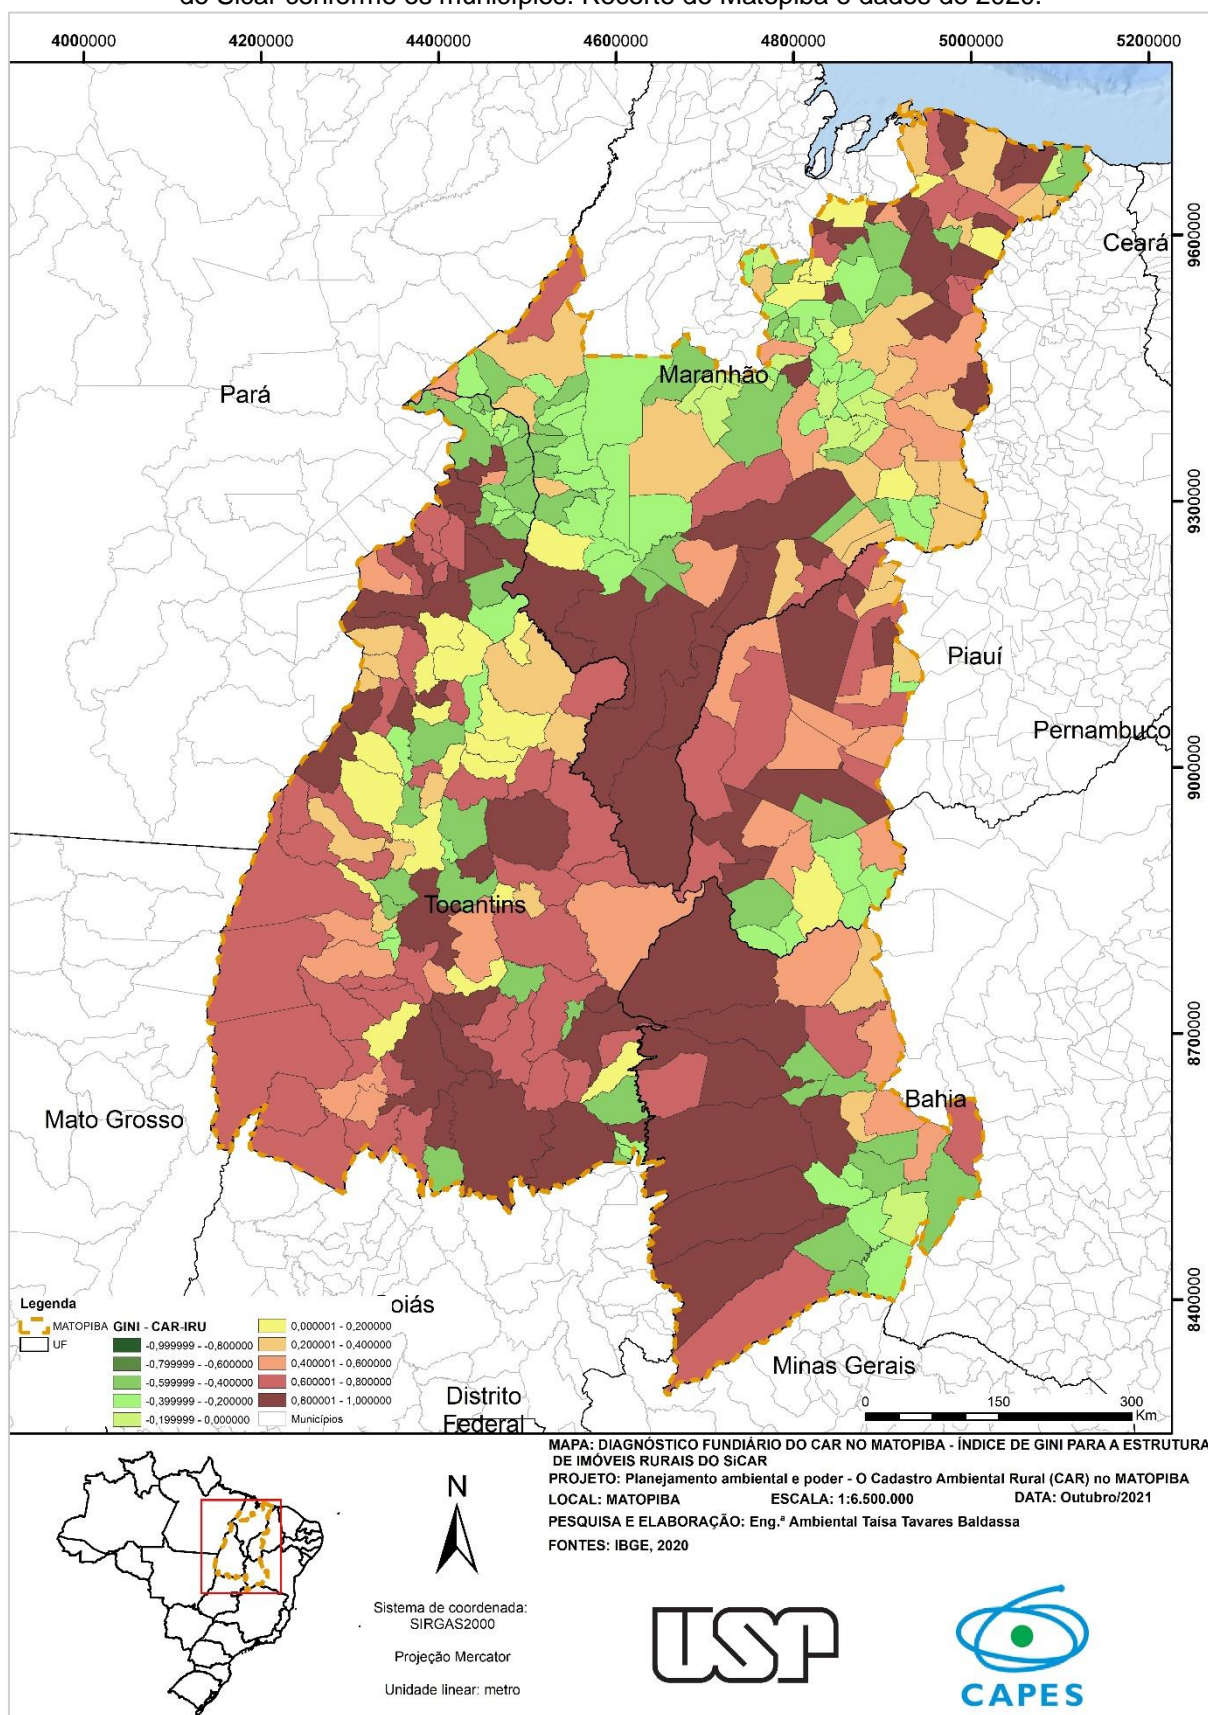 de Sicar conforme os municípios. Recorte do Matopiba e dados de 2020.
4000000 4200000 4400000 4600000 4800000 5000000 5200000
9600000
Ceará
Pará
Maranhão
9300000
Piauí
Pernambuco
9000000
Tocantins
8700000
Mato Grosso
Bahia
8400000
oiás
Minas Gerais
Distrito
Federal
Legenda
MATOPIBA
UF
GINI - CAR-IRU
-0,999999 - -0,800000
-0,799999 - -0,600000
-0,599999 - -0,400000
-0,399999 - -0,200000
-0,199999 - 0,000000
0,000001 - 0,200000
0,200001 - 0,400000
0,400001 - 0,600000
0,600001 - 0,800000
0,800001 - 1,000000
Municípios
0 150 300
Km
MAPA: DIAGNÓSTICO FUNDIÁRIO DO CAR NO MATOPIBA - ÍNDICE DE GINI PARA A ESTRUTURA
DE IMÓVEIS RURAIS DO SiCAR
PROJETO: Planejamento ambiental e poder - O Cadastro Ambiental Rural (CAR) no MATOPIBA
LOCAL: MATOPIBA ESCALA: 1:6.500.000 DATA: Outubro/2021
PESQUISA E ELABORAÇÃO: Eng.ª Ambiental Taísa Tavares Baldassa
FONTES: IBGE, 2020
N
Sistema de coordenada:
SIRGAS2000
Projeção Mercator
Unidade linear: metro
USP
CAPES